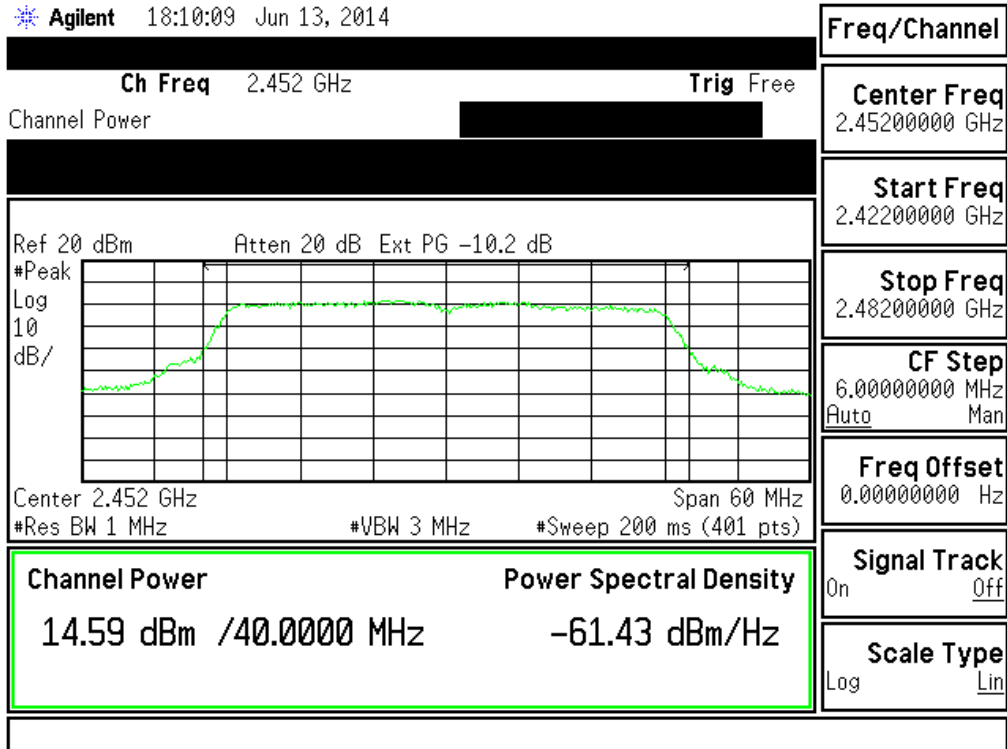 Agilent 18:10:09 Jun 13, 2014
Freq/Channel
Ch Freq 2.452 GHz Trig Free
Channel Power
Center Freq
2.45200000 GHz
Start Freq
2.42200000 GHz
Stop Freq
2.48200000 GHz
CF Step
6.00000000 MHz
Auto Man
Freq Offset
0.00000000 Hz
Signal Track
On Off
Scale Type
Log Lin
Ref 20 dBm Atten 20 dB Ext PG -10.2 dB
#Peak
Log
10
dB/
Center 2.452 GHz Span 60 MHz
#Res BW 1 MHz #VBW 3 MHz #Sweep 200 ms (401 pts)
Channel Power Power Spectral Density
14.59 dBm /40.0000 MHz -61.43 dBm/Hz